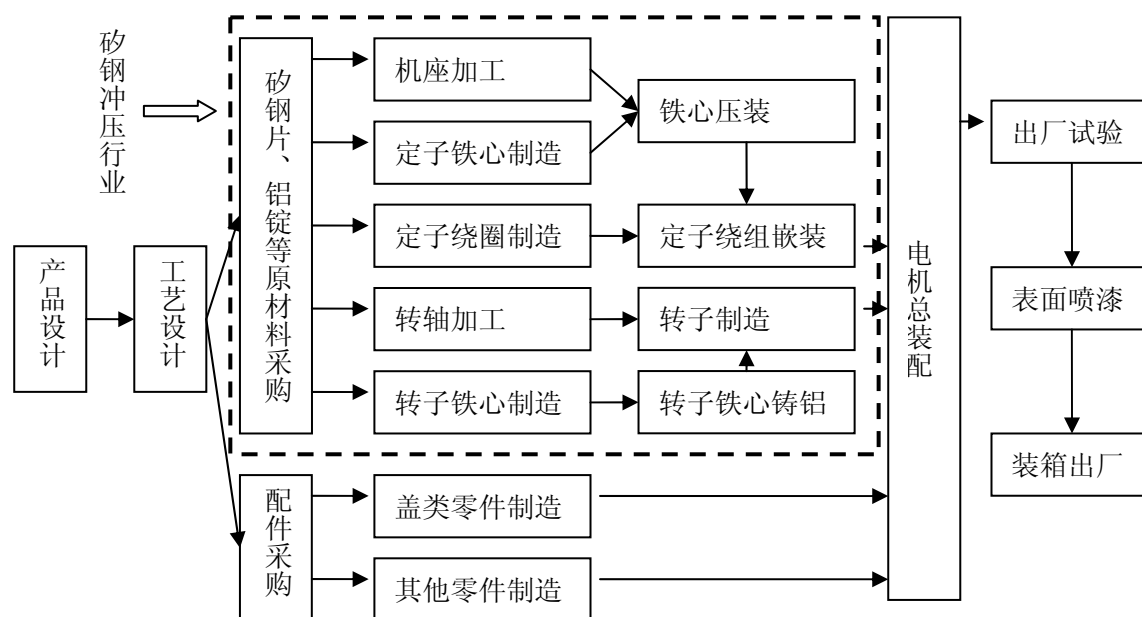 矽钢冲压行业
产品设计
工艺设计
矽钢片、铝锭等原材料采购
机座加工
定子铁心制造
定子绕圈制造
转轴加工
转子铁心制造
铁心压装
定子绕组嵌装
转子制造
转子铁心铸铝
配件采购
盖类零件制造
其他零件制造
电机总装配
出厂试验
表面喷漆
装箱出厂